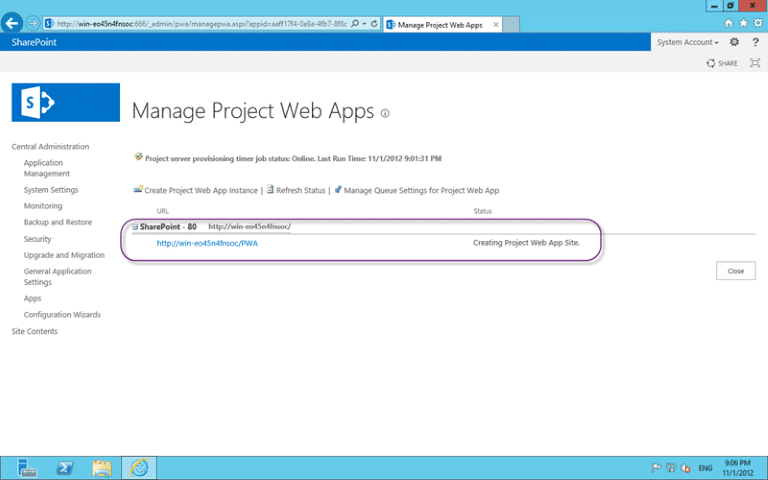 http://win-eo45n4fnsoc:666/_admin/pwa/managepwa.aspx?appid=aaff17f4-0a9a-4fb7-8f8c
Manage Project Web Apps
SharePoint
System Account
?
SHARE
S
Manage Project Web Apps
Project server provisioning timer job status: Online. Last Run Time: 11/1/2012 9:01:31 PM
Central Administration
Application
Management
System Settings
Monitoring
Backup and Restore
Security
Upgrade and Migration
General Application
Settings
Apps
Configuration Wizards
Site Contents
Create Project Web App Instance | Refresh Status | Manage Queue Settings for Project Web App
URL Status
SharePoint - 80 http://win-eo45n4fnsoc/
http://win-eo45n4fnsoc/PWA Creating Project Web App Site.
Close
ENG
9:06 PM
11/1/2012